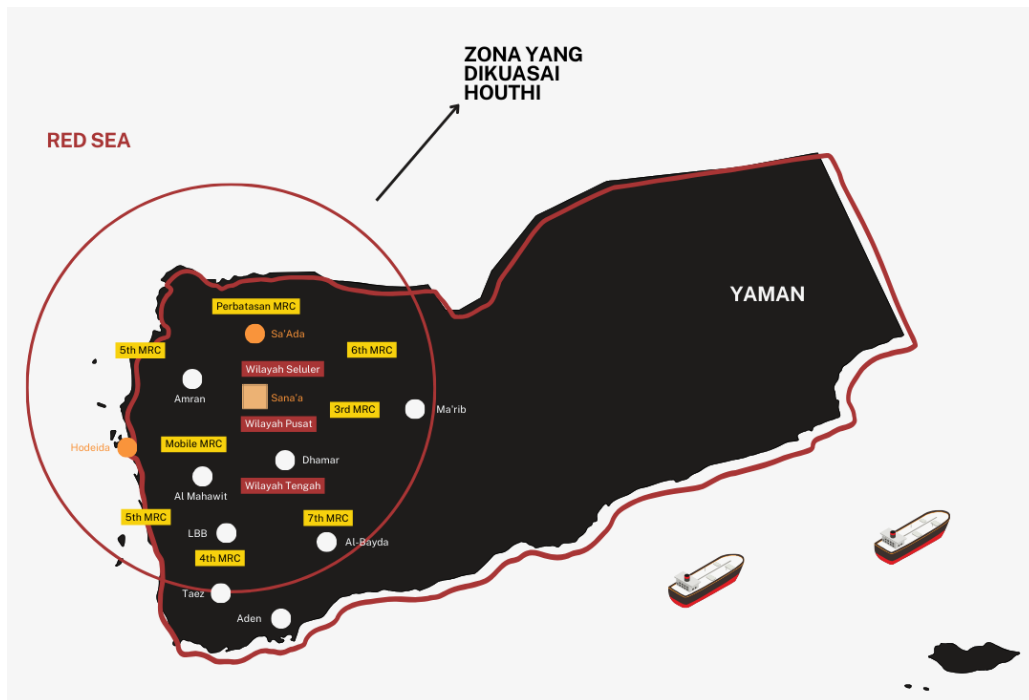 ZONA YANG
DIKUASAI
HOUTHI
RED SEA
YAMAN
Perbatasan MRC
Sa'Ada
5th MRC
6th MRC
Wilayah Seluler
Amran
Sana'a
3rd MRC
Ma'rib
Wilayah Pusat
Hodeida
Mobile MRC
Dhamar
Wilayah Tengah
Al Mahawit
5th MRC
7th MRC
LBB
Al-Bayda
4th MRC
Taez
Aden